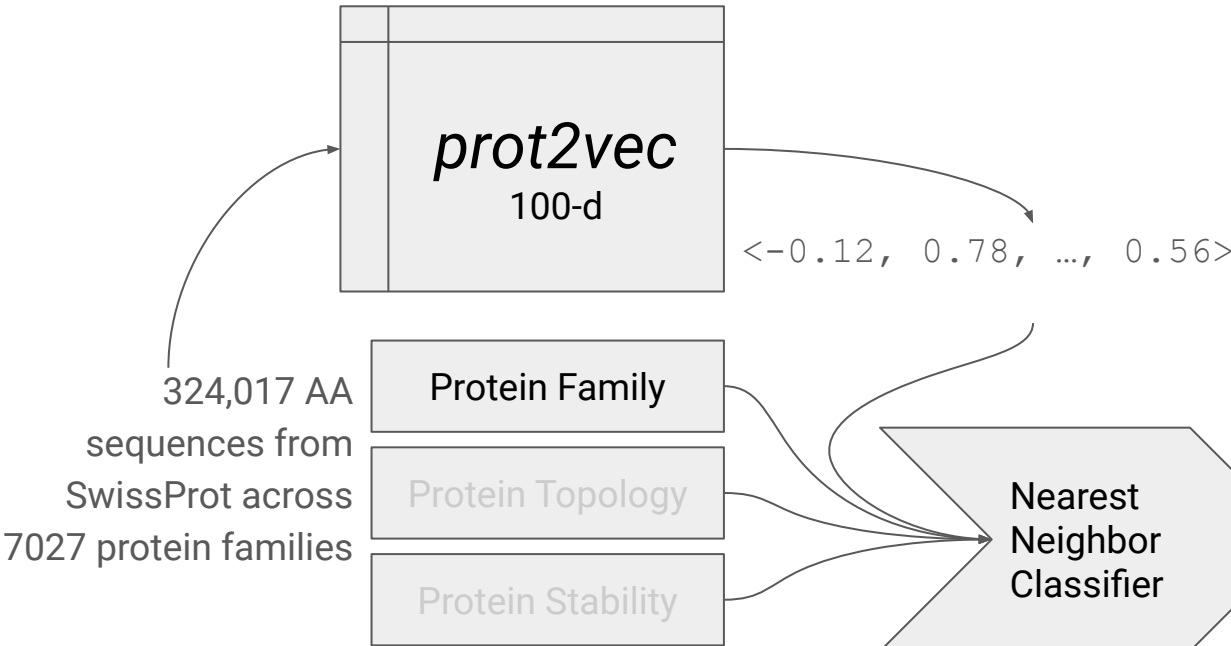 prot2vec
100-d
<-0.12, 0.78, …, 0.56>
324,017 AA
sequences from
SwissProt across
7027 protein families
Protein Family
Protein Topology
Protein Stability
Nearest
Neighbor
Classifier